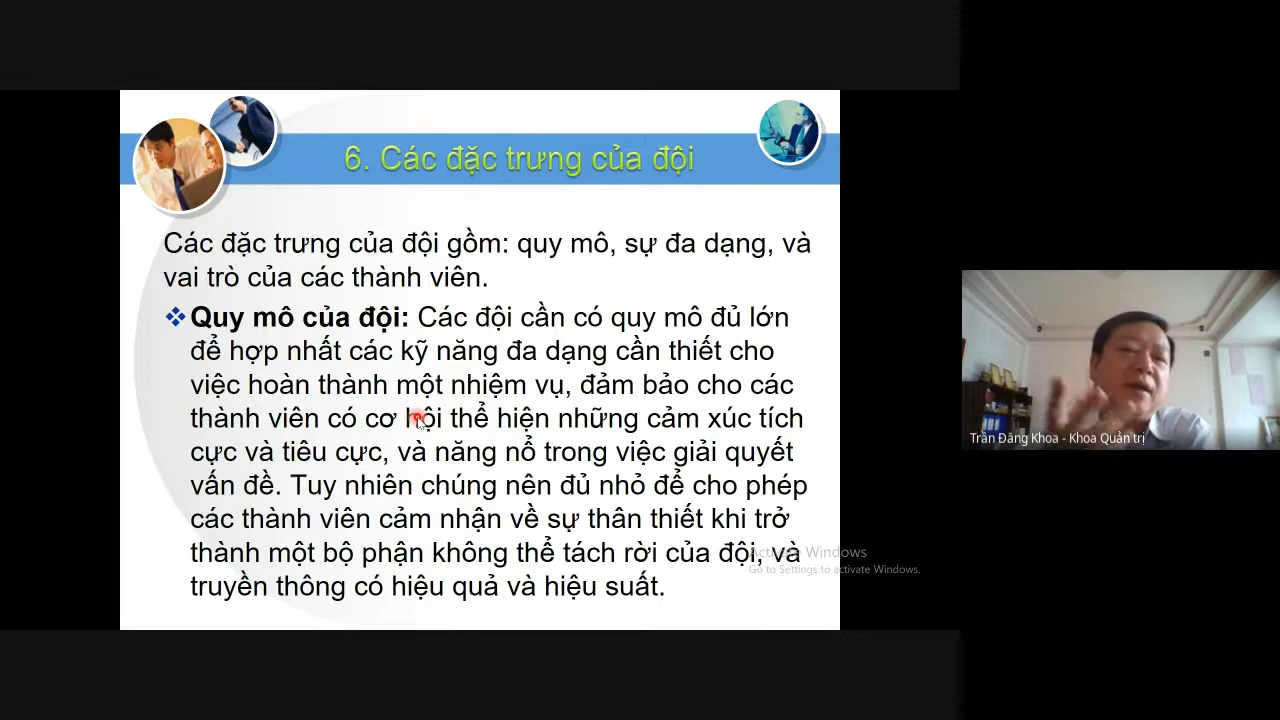 6. Các đặc trưng của đội
Các đặc trưng của đội gồm: quy mô, sự đa dạng, và
vai trò của các thành viên.
❖Quy mô của đội: Các đội cần có quy mô đủ lớn
để hợp nhất các kỹ năng đa dạng cần thiết cho
việc hoàn thành một nhiệm vụ, đảm bảo cho các
thành viên có cơ hội thể hiện những cảm xúc tích
cực và tiêu cực, và năng nổ trong việc giải quyết
vấn đề. Tuy nhiên chúng nên đủ nhỏ để cho phép
các thành viên cảm nhận về sự thân thiết khi trở
thành một bộ phận không thể tách rời của đội, và
truyền thông có hiệu quả và hiệu suất.
Activate Windows
Go to Settings to activate Windows.
Trần Đăng Khoa - Khoa Quản trị